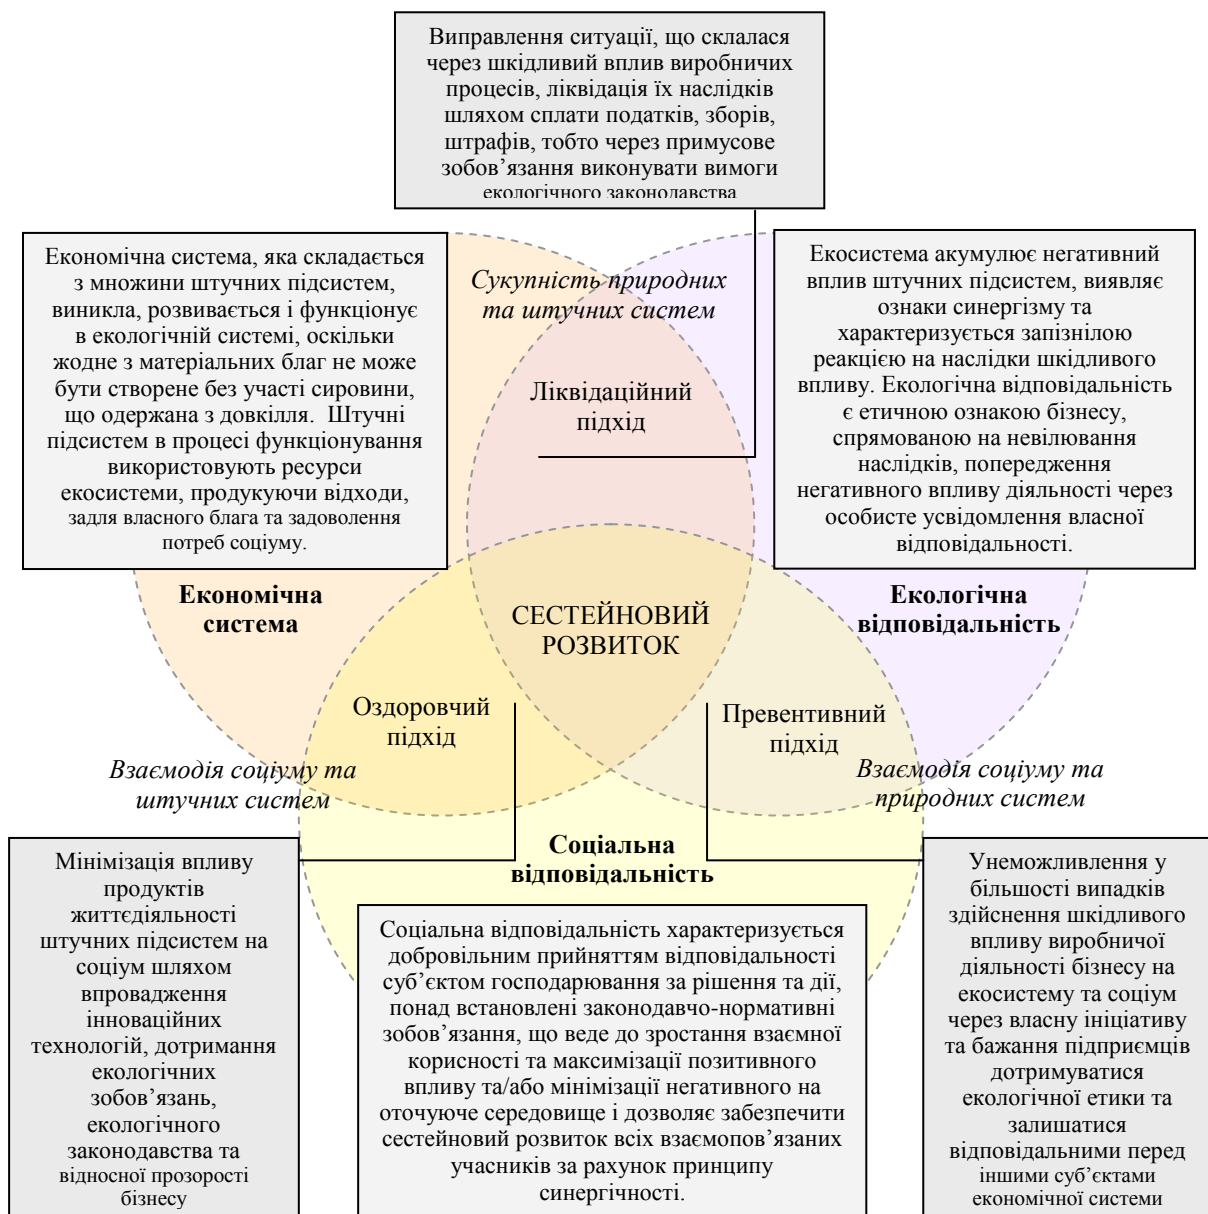 Виправлення ситуації, що склалася
через шкідливий вплив виробничих
процесів, ліквідація їх наслідків
шляхом сплати податків, зборів,
штрафів, тобто через примусове
зобов’язання виконувати вимоги
екологічного законодавства
Економічна система, яка складається
з множини штучних підсистем,
виникла, розвивається і функціонує
в екологічній системі, оскільки
жодне з матеріальних благ не може
бути створене без участі сировини,
що одержана з довкілля. Штучні
підсистем в процесі функціонування
використовують ресурси
екосистеми, продукуючи відходи,
задля власного блага та задоволення
потреб соціуму.
Сукупність природних
та штучних систем
Екосистема акумулює негативний
вплив штучних підсистем, виявляє
ознаки синергізму та
характеризується запізнілою
реакцією на наслідки шкідливого
впливу. Екологічна відповідальність
є етичною ознакою бізнесу,
спрямованою на невілювання
наслідків, попередження
негативного впливу діяльності через
особисте усвідомлення власної
відповідальності.
Ліквідаційний
підхід
Економічна
система
СЕСТЕЙНОВИЙ
РОЗВИТОК
Екологічна
відповідальність
Оздоровчий
підхід
Превентивний
підхід
Взаємодія соціуму та
штучних систем
Взаємодія соціуму та
природних систем
Соціальна
відповідальність
Мінімізація впливу
продуктів
життєдіяльності
штучних підсистем на
соціум шляхом
впровадження
інноваційних
технологій, дотримання
екологічних
зобов’язань,
екологічного
законодавства та
відносної прозорості
бізнесу
Соціальна відповідальність характеризується
добровільним прийняттям відповідальності
суб’єктом господарювання за рішення та дії,
понад встановлені законодавчо-нормативні
зобов’язання, що веде до зростання взаємної
корисності та максимізації позитивного
впливу та/або мінімізації негативного на
оточуюче середовище і дозволяє забезпечити
сестейновий розвиток всіх взаємопов’язаних
учасників за рахунок принципу
синергічності.
Унеможливлення у
більшості випадків
здійснення шкідливого
впливу виробничої
діяльності бізнесу на
екосистему та соціум
через власну ініціативу
та бажання підприємців
дотримуватися
екологічної етики та
залишатися
відповідальними перед
іншими суб’єктами
економічної системи